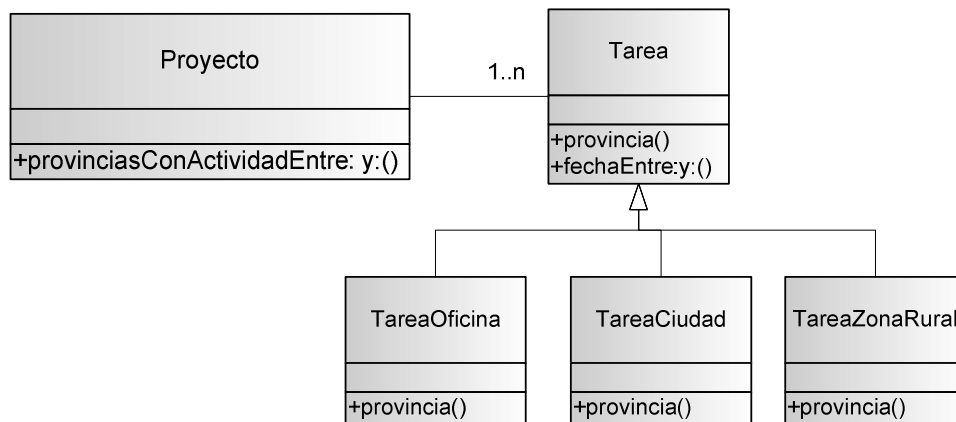 Proyecto
1..n
Tarea
+provinciasConActividadEntre: y:()
+provincia()
+fechaEntre:y:()
TareaOficina
TareaCiudad
TareaZonaRural
+provincia()
+provincia()
+provincia()